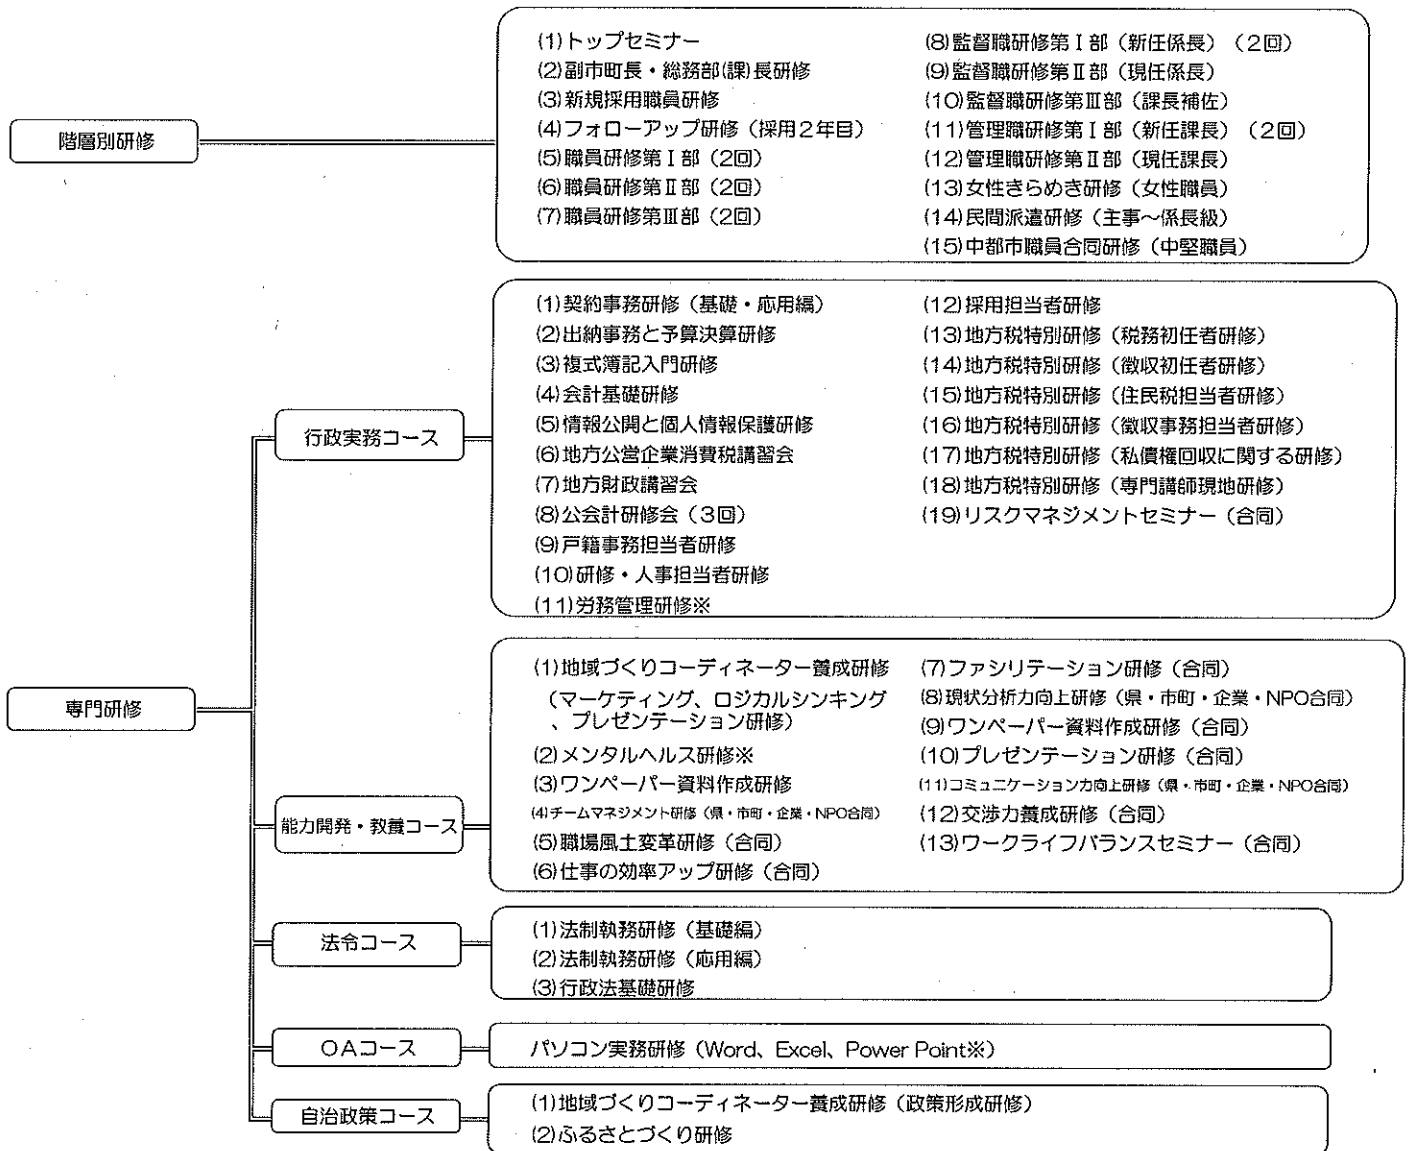 階層別研修
(1)トップセミナー
(2)副市町長・総務部(課)長研修
(3)新規採用職員研修
(4)フォローアップ研修（採用２年目）
(5)職員研修第Ⅰ部（２回）
(6)職員研修第Ⅱ部（２回）
(7)職員研修第Ⅲ部（２回）
(8)監督職研修第Ⅰ部（新任係長）（２回）
(9)監督職研修第Ⅱ部（現任係長）
(10)監督職研修第Ⅲ部（課長補佐）
(11)管理職研修第Ⅰ部（新任課長）（２回）
(12)管理職研修第Ⅱ部（現任課長）
(13)女性きらめき研修（女性職員）
(14)民間派遣研修（主事～係長級）
(15)中都市職員合同研修（中堅職員）
専門研修
行政実務コース
(1)契約事務研修（基礎・応用編）
(2)出納事務と予算決算研修
(3)複式簿記入門研修
(4)会計基礎研修
(5)情報公開と個人情報保護研修
(6)地方公営企業消費税講習会
(7)地方財政講習会
(8)公会計研修会（３回）
(9)戸籍事務担当者研修
(10)研修・人事担当者研修
(11)労務管理研修※
(12)採用担当者研修
(13)地方税特別研修（税務初任者研修）
(14)地方税特別研修（徴収初任者研修）
(15)地方税特別研修（住民税担当者研修）
(16)地方税特別研修（徴収事務担当者研修）
(17)地方税特別研修（私債権回収に関する研修）
(18)地方税特別研修（専門講師現地研修）
(19)リスクマネジメントセミナー（合同）
能力開発・教養コース
(1)地域づくりコーディネーター養成研修
（マーケティング、ロジカルシンキング
、プレゼンテーション研修）
(2)メンタルヘルス研修※
(3)ワンペーパー資料作成研修
(4)チームマネジメント研修（県・市町・企業・NPO合同）
(5)職場風土変革研修（合同）
(6)仕事の効率アップ研修（合同）
(7)ファシリテーション研修（合同）
(8)現状分析力向上研修（県・市町・企業・NPO合同）
(9)ワンペーパー資料作成研修（合同）
(10)プレゼンテーション研修（合同）
(11)コミュニケーション力向上研修（県・市町・企業・NPO合同）
(12)交渉力養成研修（合同）
(13)ワークライフバランスセミナー（合同）
法令コース
(1)法制執務研修（基礎編）
(2)法制執務研修（応用編）
(3)行政法基礎研修
ＯＡコース
パソコン実務研修（Word、Excel、Power Point※）
自治政策コース
(1)地域づくりコーディネーター養成研修（政策形成研修）
(2)ふるさとづくり研修